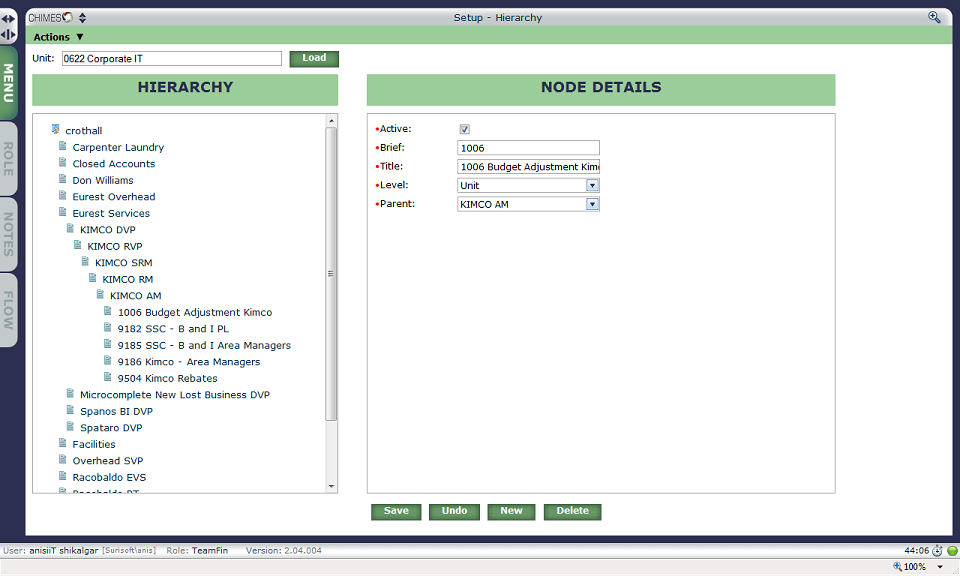 CHIMES
Setup - Hierarchy
Actions ▼
Unit: 0622 Corporate IT Load
MENU
ROLE
NOTES
FLOW
HIERARCHY
crothall
Carpenter Laundry
Closed Accounts
Don Williams
Eurest Overhead
Eurest Services
KIMCO DVP
KIMCO RVP
KIMCO SRM
KIMCO RM
KIMCO AM
1006 Budget Adjustment Kimco
9182 SSC - B and I PL
9185 SSC - B and I Area Managers
9186 Kimco - Area Managers
9504 Kimco Rebates
Microcomplete New Lost Business DVP
Spanos BI DVP
Spataro DVP
Facilities
Overhead SVP
Racobaldo EVS
NODE DETAILS
•Active:
•Brief: 1006
•Title: 1006 Budget Adjustment Kim
•Level: Unit
•Parent: KIMCO AM
Save Undo New Delete
User: anisiiT shikalgar [Surisoft\anis] Role: TeamFin Version: 2.04.004 44:06
100%